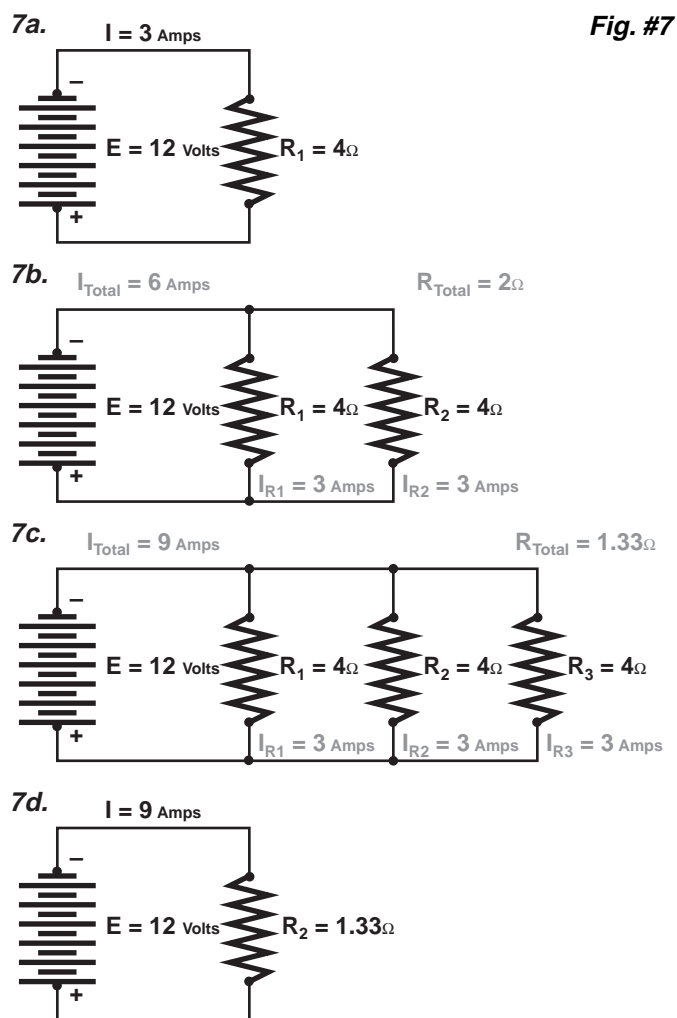 7a. I = 3 Amps Fig. #7
−
E = 12 Volts R1 = 4Ω
+
7b. ITotal = 6 Amps RTotal = 2Ω
−
E = 12 Volts R1 = 4Ω R2 = 4Ω
+ IR1 = 3 Amps IR2 = 3 Amps
7c. ITotal = 9 Amps RTotal = 1.33Ω
−
E = 12 Volts R1 = 4Ω R2 = 4Ω R3 = 4Ω
+ IR1 = 3 Amps IR2 = 3 Amps IR3 = 3 Amps
7d. I = 9 Amps
−
E = 12 Volts R2 = 1.33Ω
+